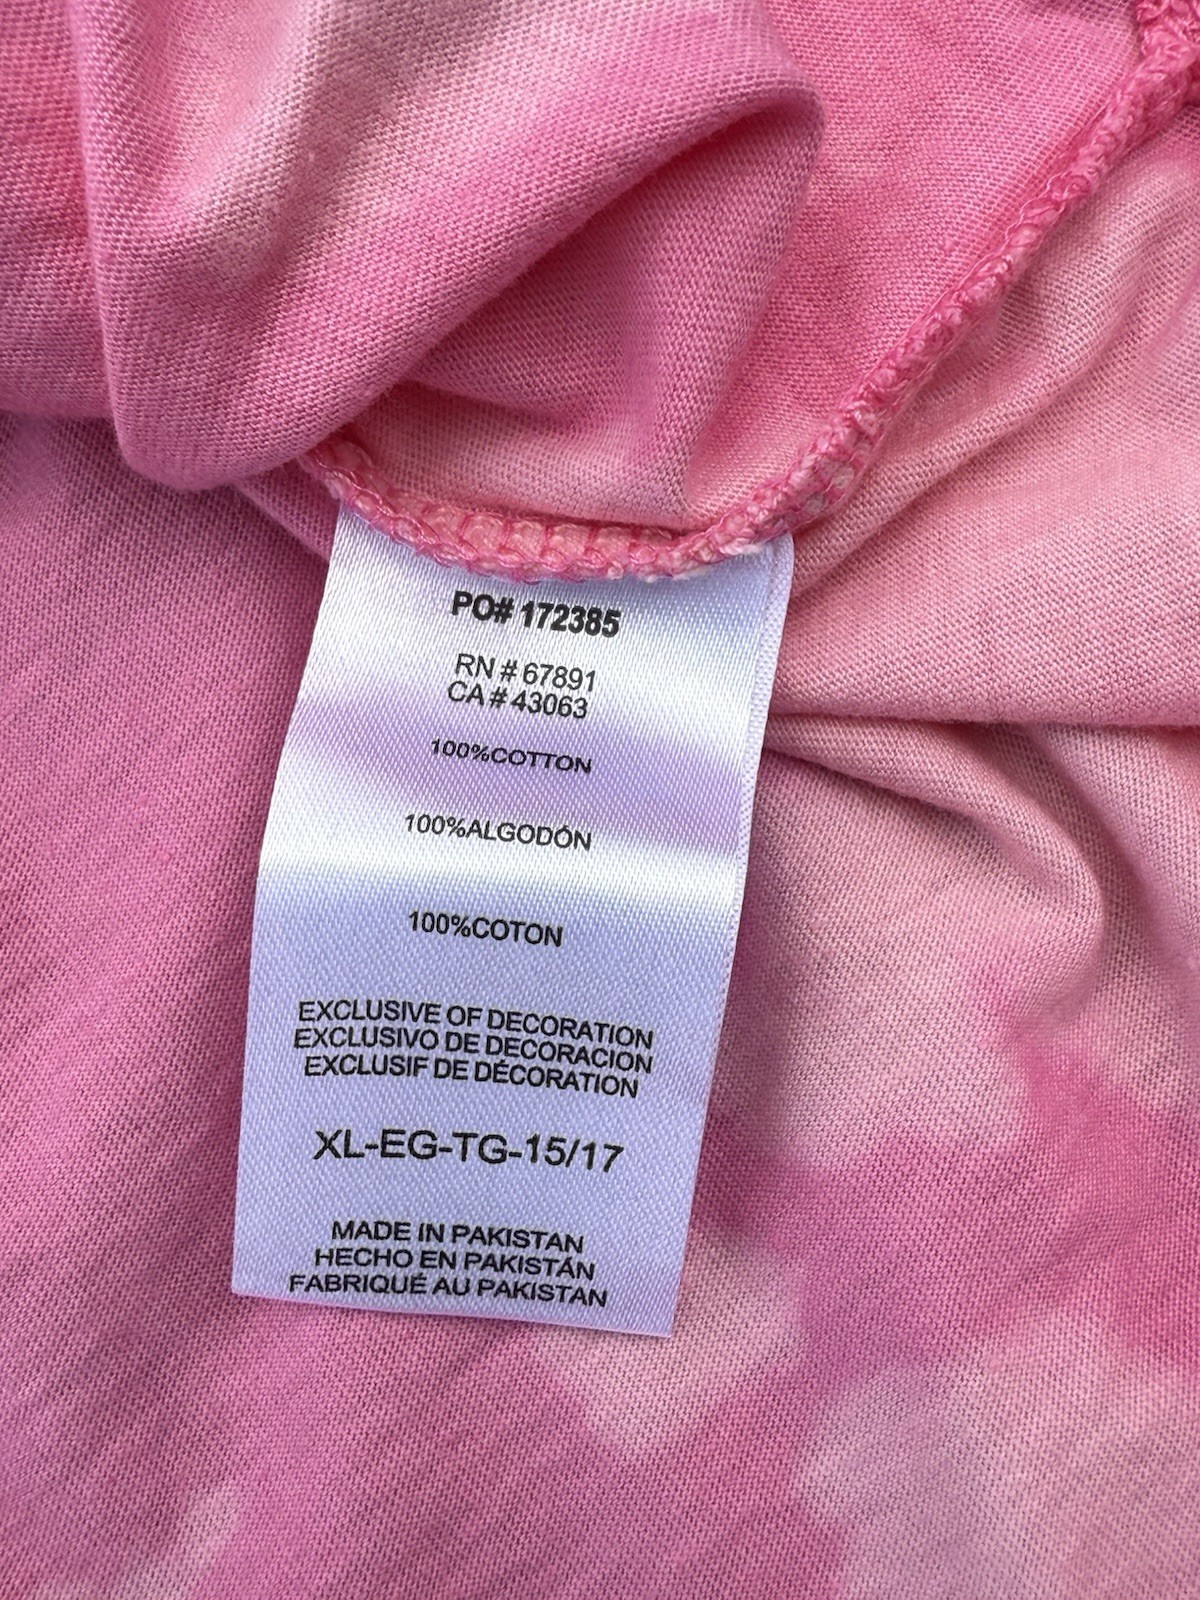 PO# 172385
RN # 67891
CA # 43063
100%COTTON
100%ALGODÓN
100%COTON
EXCLUSIVE OF DECORATION
EXCLUSIVO DE DECORACION
EXCLUSIF DE DÉCORATION
XL-EG-TG-15/17
MADE IN PAKISTAN
HECHO EN PAKISTÁN
FABRIQUÉ AU PAKISTAN